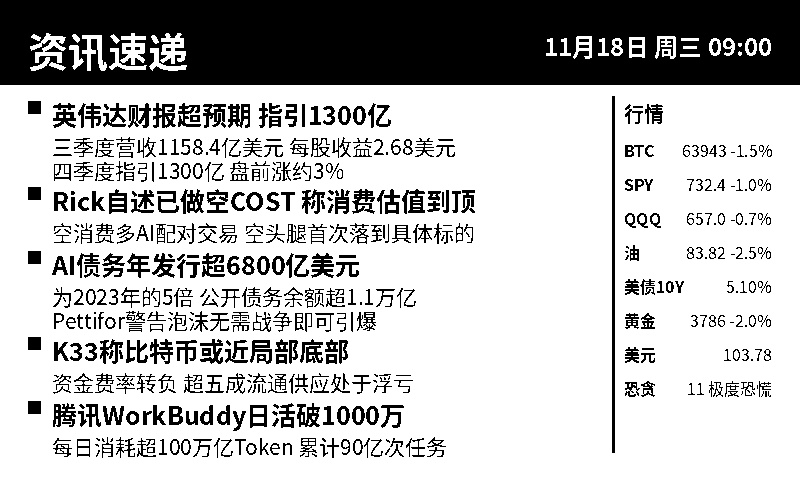 资讯速递
11月18日 周三 09:00
英伟达财报超预期 指引1300亿
三季度营收1158.4亿美元 每股收益2.68美元
四季度指引1300亿 盘前涨约3%
Rick自述已做空COST 称消费估值到顶
空消费多AI配对交易 空头腿首次落到具体标的
AI债务年发行超6800亿美元
为2023年的5倍 公开债务余额超1.1万亿
Pettifor警告泡沫无需战争即可引爆
K33称比特币或近局部底部
资金费率转负 超五成流通供应处于浮亏
腾讯WorkBuddy日活破1000万
每日消耗超100万亿Token 累计90亿次任务
行情
BTC 63943 -1.5%
SPY 732.4 -1.0%
QQQ 657.0 -0.7%
油 83.82 -2.5%
美债10Y 5.10%
黄金 3786 -2.0%
美元 103.78
恐贪 11 极度恐慌